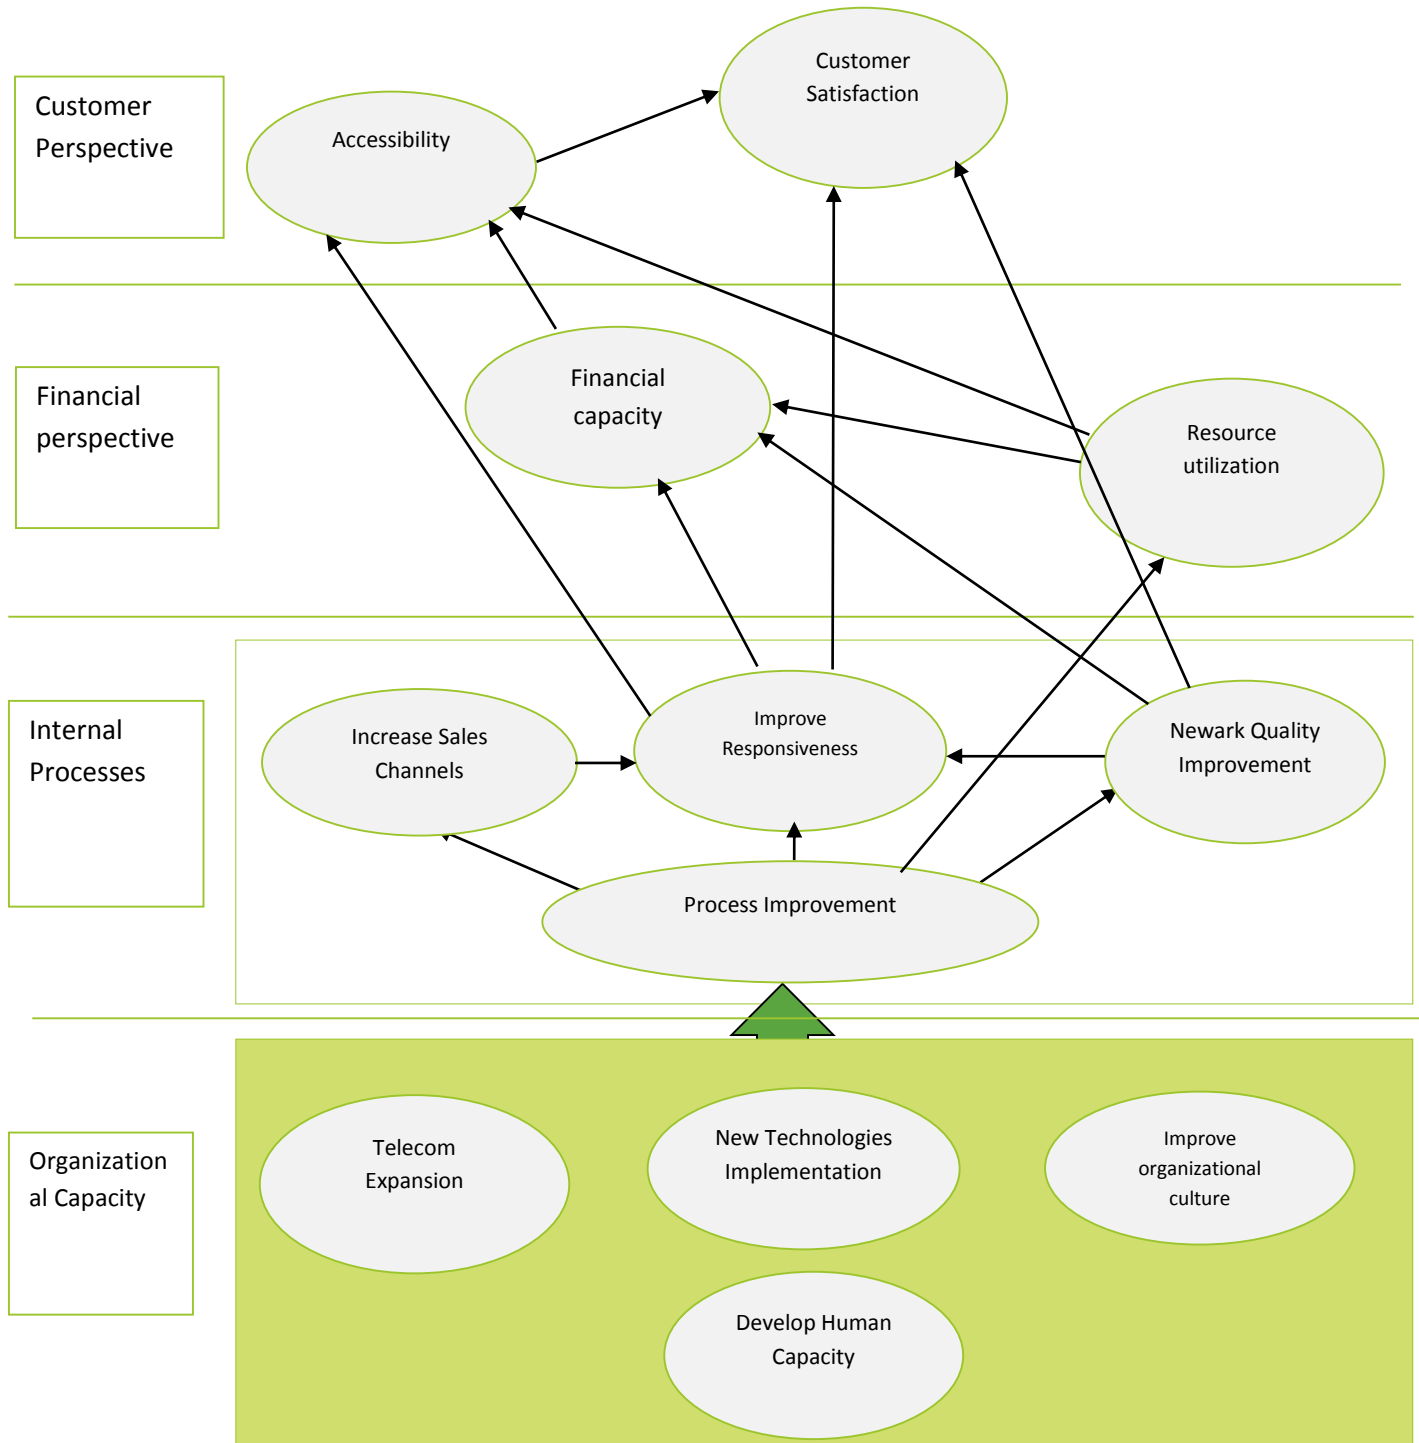 Customer
Satisfaction
Customer
Perspective
Accessibility
Financial
perspective
Financial
capacity
Resource
utilization
Internal
Processes
Increase Sales
Channels
Improve
Responsiveness
Newark Quality
Improvement
Process Improvement
Organization
al Capacity
Telecom
Expansion
New Technologies
Implementation
Improve
organizational
culture
Develop Human
Capacity